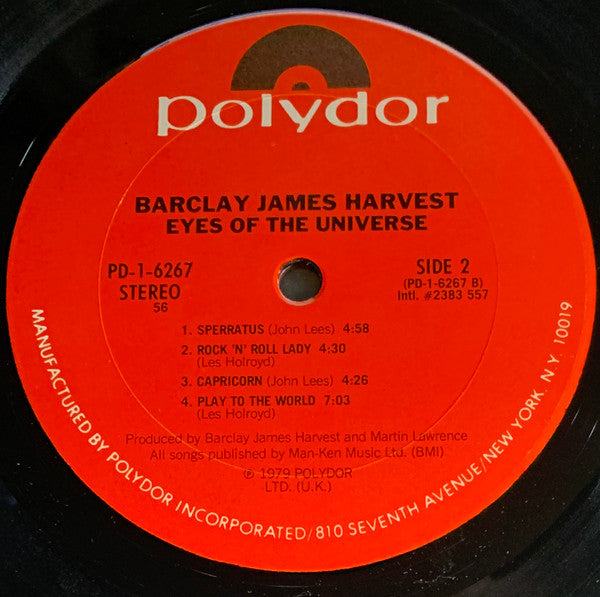 polydor
BARCLAY JAMES HARVEST
EYES OF THE UNIVERSE
PD-1-6267
STEREO
56
SIDE 2
(PD-1-6267 B)
Intl. #2383 557
1. SPERRATUS (John Lees) 4:58
2. ROCK 'N' ROLL LADY 4:30
(Les Holroyd)
3. CAPRICORN (John Lees) 4:26
4. PLAY TO THE WORLD 7:03
(Les Holroyd)
Produced by Barclay James Harvest and Martin Lawrence
All songs published by Man-Ken Music Ltd. (BMI)
℗ 1979 POLYDOR
LTD. (U.K.)
MANUFACTURED BY POLYDOR INCORPORATED/810 SEVENTH AVENUE/NEW YORK, N.Y. 10019